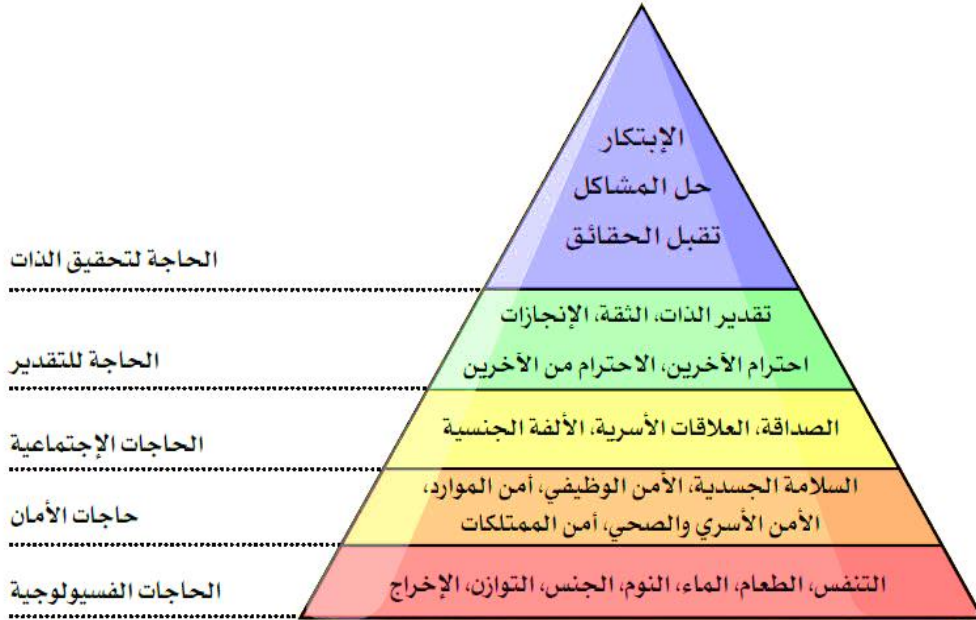 الإبتكار
حل المشاكل
تقبل الحقائق
الحاجة لتحقيق الذات
تقدير الذات، الثقة، الإنجازات
احترام الآخرين، الاحترام من الآخرين
الحاجة للتقدير
الصداقة، العلاقات الأسرية، الألفة الجنسية
الحاجات الإجتماعية
السلامة الجسدية، الأمن الوظيفي، أمن الموارد،
الأمن الأسري والصحي، أمن الممتلكات
حاجات الأمان
التنفس، الطعام، الماء، النوم، الجنس، التوازن، الإخراج
الحاجات الفسيولوجية